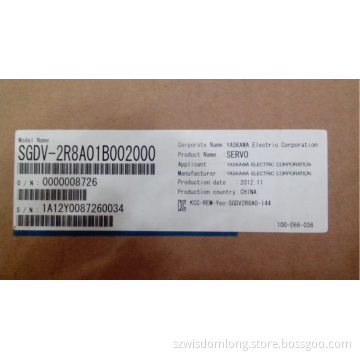 Model Name
SGDV-2R8A01B002000
O/N: 0000008726
S/N: 1A12Y0087260034
Corporate Name YASKAWA Electric Corporation
Product Name : SERVO
Applicant : YASKAWA ELECTRIC CORPORATION
Manufacturer : YASKAWA ELECTRIC CORPORATION
Production date : 2012.11
Production country : CHINA
KCC-REM-Yec-SGDV2R8A0-144
100-068-036
szwisdomlong.store.bossgoo.com